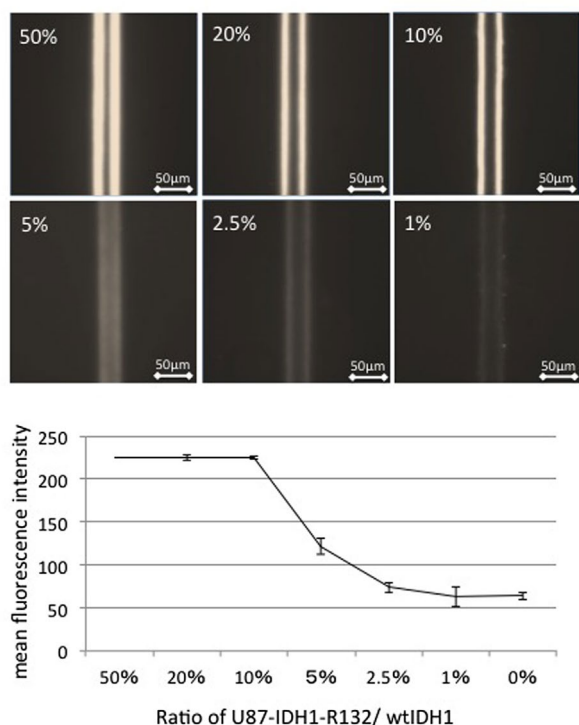 50%
20%
10%
50µm
50µm
50µm
5%
2.5%
1%
50µm
50µm
50µm
mean fluorescence intensity
250
200
150
100
50
0
50% 20% 10% 5% 2.5% 1% 0%
Ratio of U87-IDH1-R132/ wtIDH1